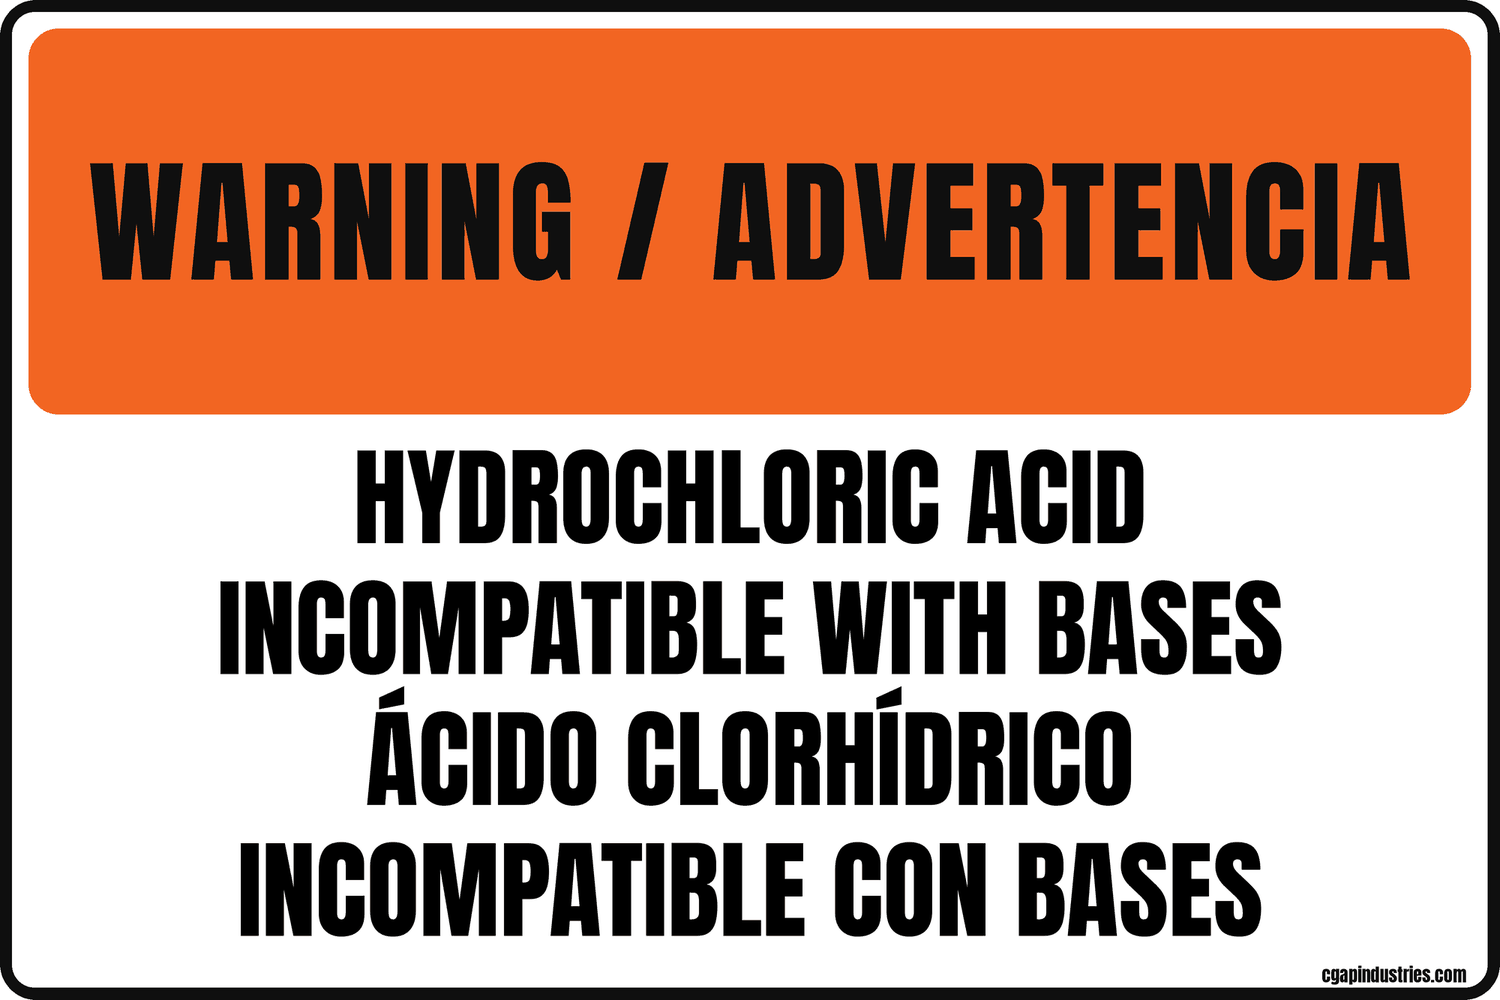 WARNING / ADVERTENCIA
HYDROCHLORIC ACID
INCOMPATIBLE WITH BASES
ÁCIDO CLORHÍDRICO
INCOMPATIBLE CON BASES
cgapindustries.com